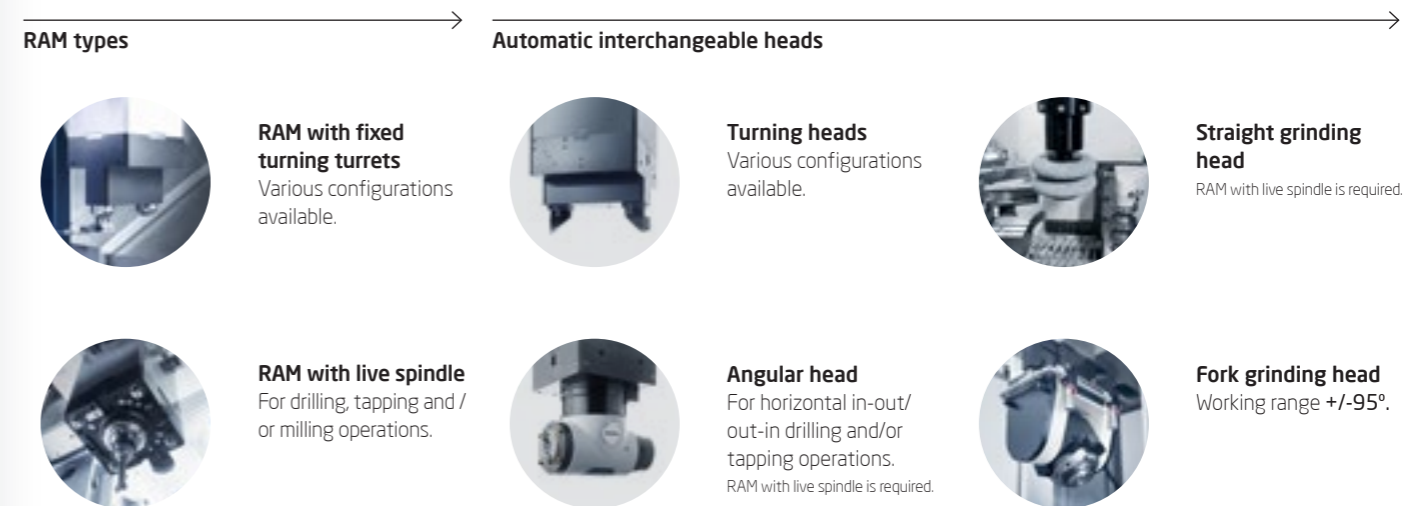 RAM types
Automatic interchangeable heads
RAM with fixed
turning turrets
Various configurations
available.
Turning heads
Various configurations
available.
Straight grinding
head
RAM with live spindle is required.
RAM with live spindle
For drilling, tapping and /
or milling operations.
Angular head
For horizontal in-out/
out-in drilling and/or
tapping operations.
RAM with live spindle is required.
Fork grinding head
Working range +/-95º.